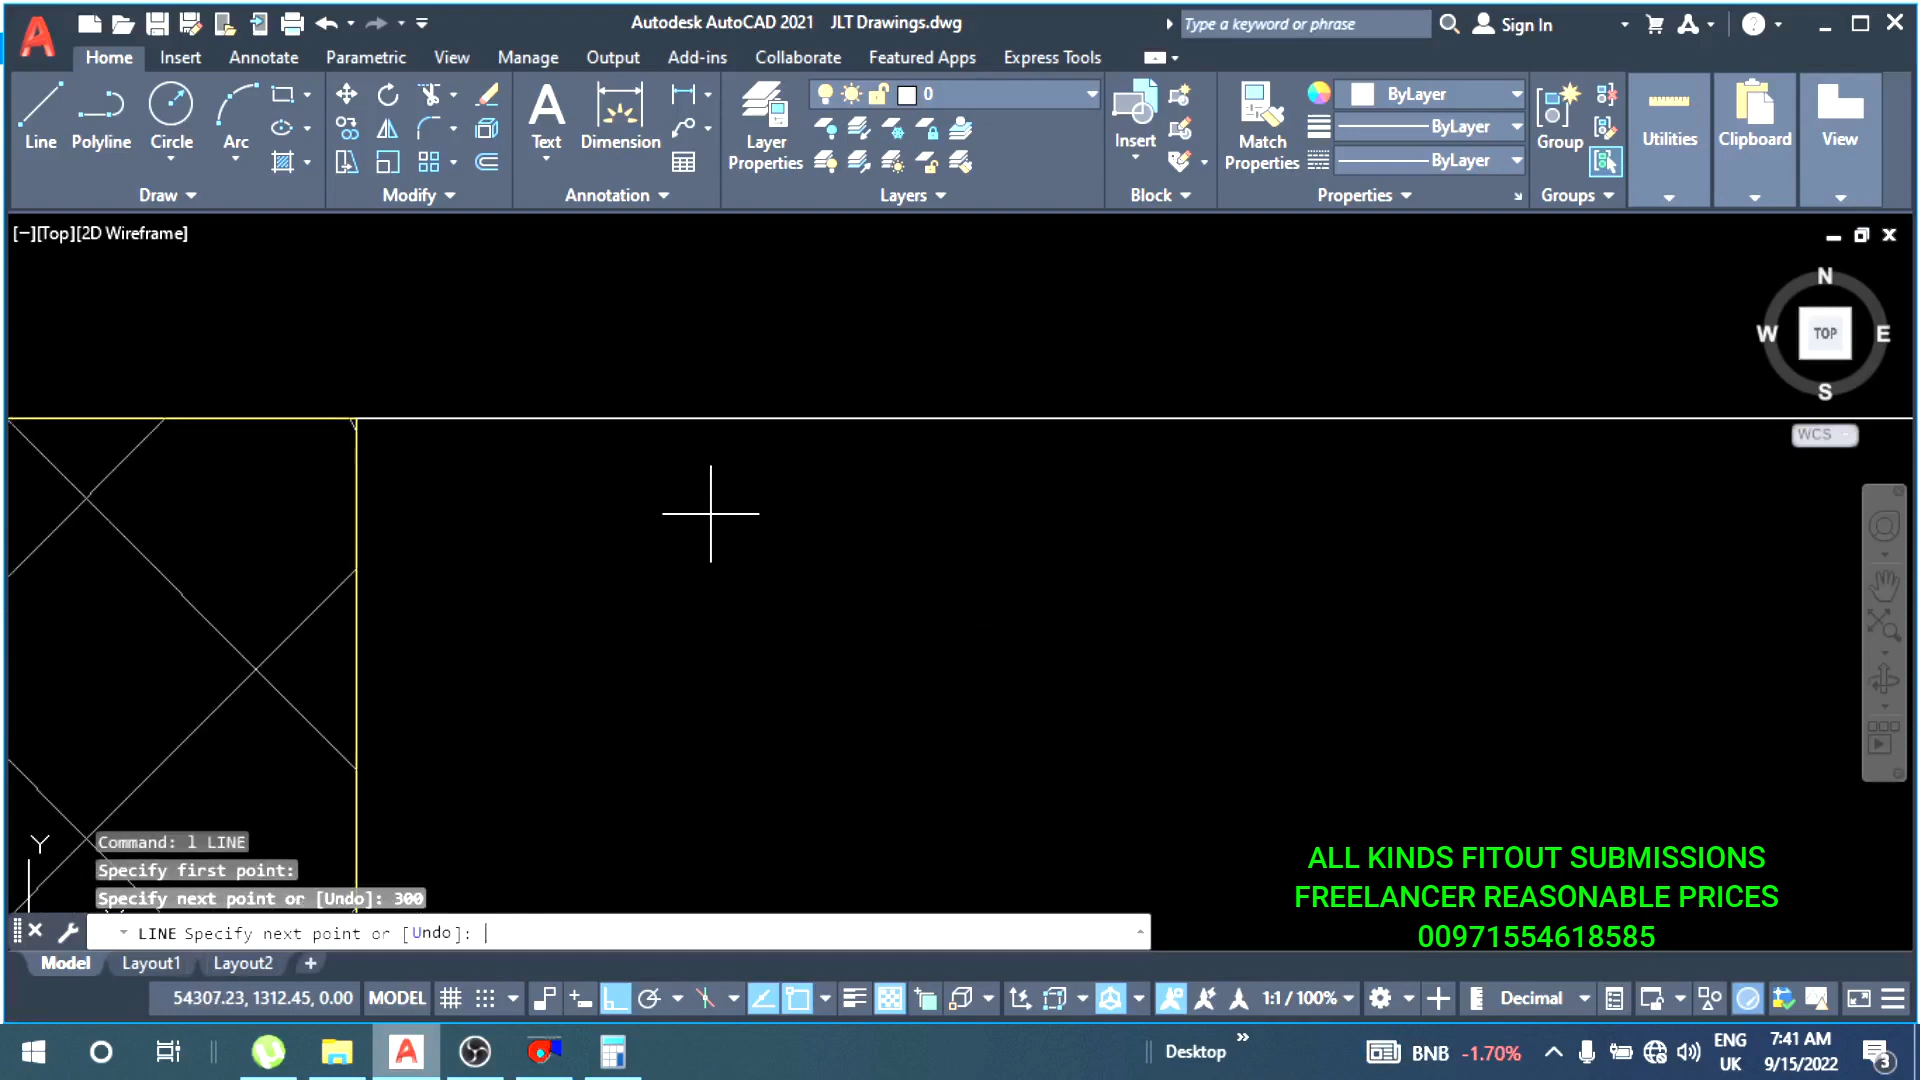 Autodesk AutoCAD 2021 JLT Drawings.dwg
Type a keyword or phrase
Sign In
Home Insert Annotate Parametric View Manage Output Add-ins Collaborate Featured Apps Express Tools
0
ByLayer
ByLayer
ByLayer
Line Polyline Circle Arc
Text Dimension
Layer Properties
Insert
Match Properties
Group
Utilities Clipboard View
Draw Modify Annotation Layers Block Properties Groups
[−][Top][2D Wireframe]
N
W TOP E
S
WCS
Y
Command: l LINE
Specify first point:
Specify next point or [Undo]: 300
LINE Specify next point or [Undo]:
ALL KINDS FITOUT SUBMISSIONS
FREELANCER REASONABLE PRICES
00971554618585
Model Layout1 Layout2 +
54307.23, 1312.45, 0.00 MODEL 1:1 / 100% Decimal
Desktop
BNB -1.70%
ENG
UK
7:41 AM
9/15/2022
3